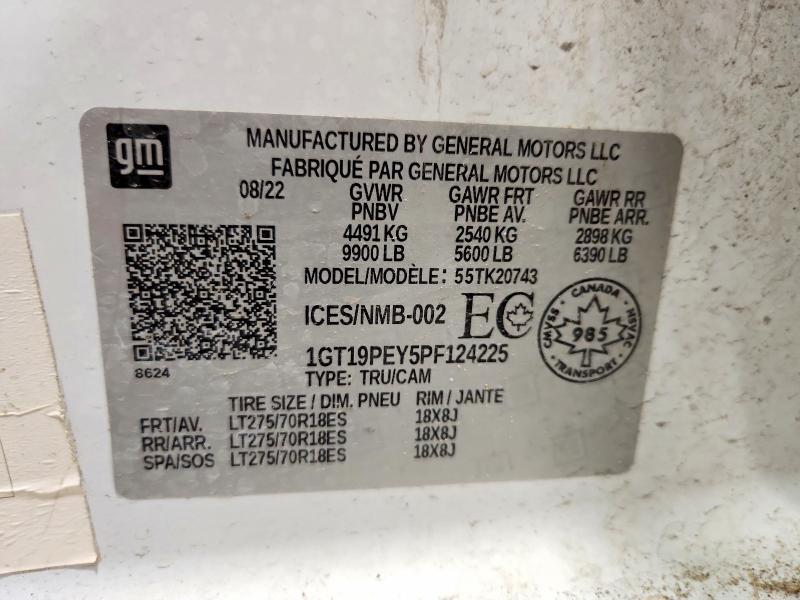 gm
MANUFACTURED BY GENERAL MOTORS LLC
FABRIQUÉ PAR GENERAL MOTORS LLC
08/22 GVWR GAWR FRT GAWR RR
PNBV PNBE AV. PNBE ARR.
4491 KG 2540 KG 2898 KG
9900 LB 5600 LB 6390 LB
MODEL/MODÈLE: 55TK20743
ICES/NMB-002 EC
CANADA
CMVSS 985 NSVAC
TRANSPORT
1GT19PEY5PF124225
8624
TYPE: TRU/CAM
TIRE SIZE / DIM. PNEU RIM / JANTE
FRT/AV. LT275/70R18ES 18X8J
RR/ARR. LT275/70R18ES 18X8J
SPA/SOS LT275/70R18ES 18X8J